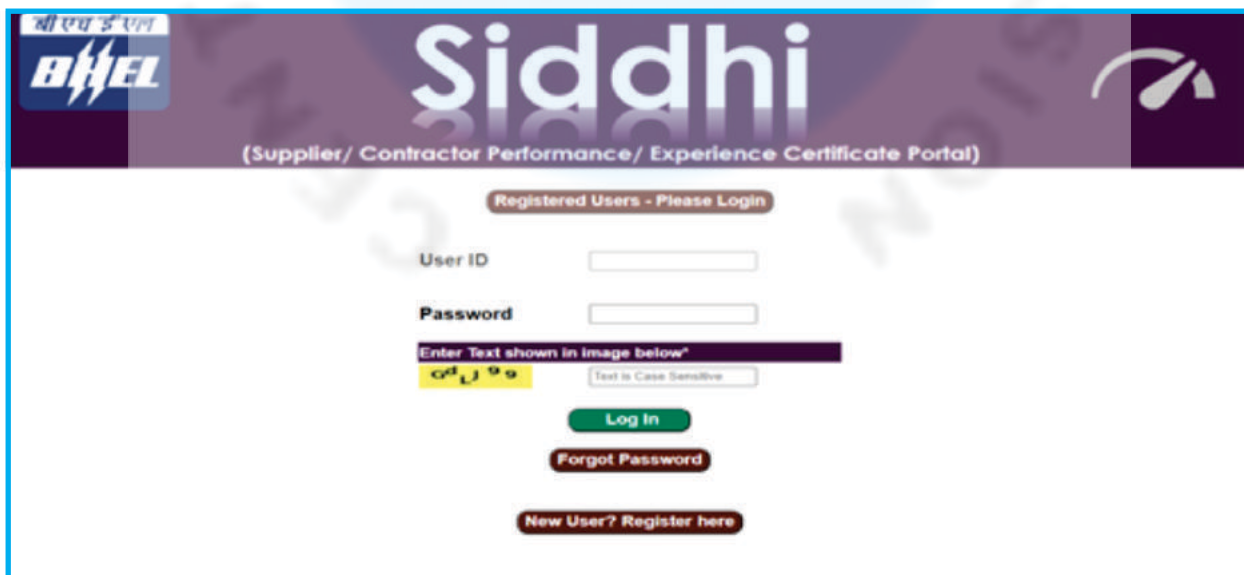 बी एच ई एल
BHEL
Siddhi
(Supplier/ Contractor Performance/ Experience Certificate Portal)
Registered Users - Please Login
User ID
Password
Enter Text shown in image below*
GdLJ99 Text is Case Sensitive
Log In
Forgot Password
New User? Register here